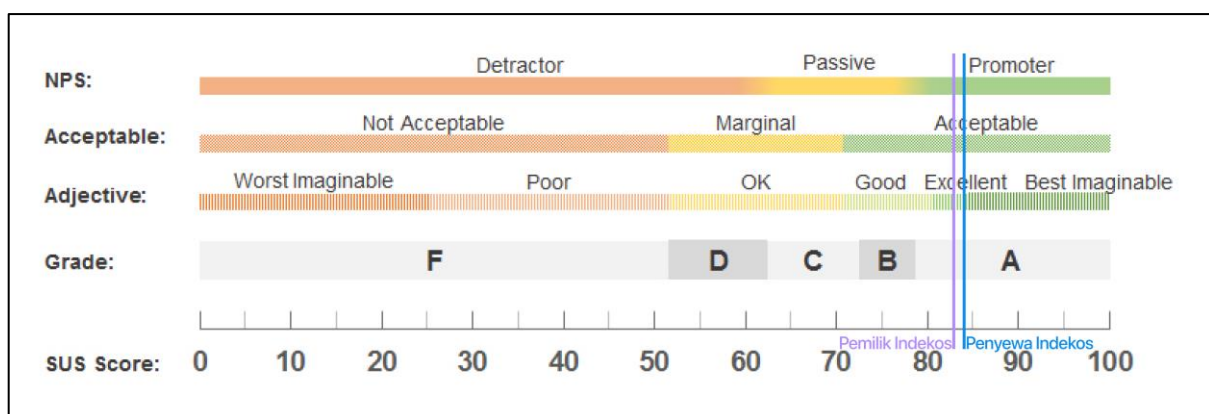 NPS: Detractor Passive Promoter
Acceptable: Not Acceptable Marginal Acceptable
Adjective: Worst Imaginable Poor OK Good Excellent Best Imaginable
Grade: F D C B A
Pemilik Indekos Penyewa Indekos
SUS Score: 0 10 20 30 40 50 60 70 80 90 100